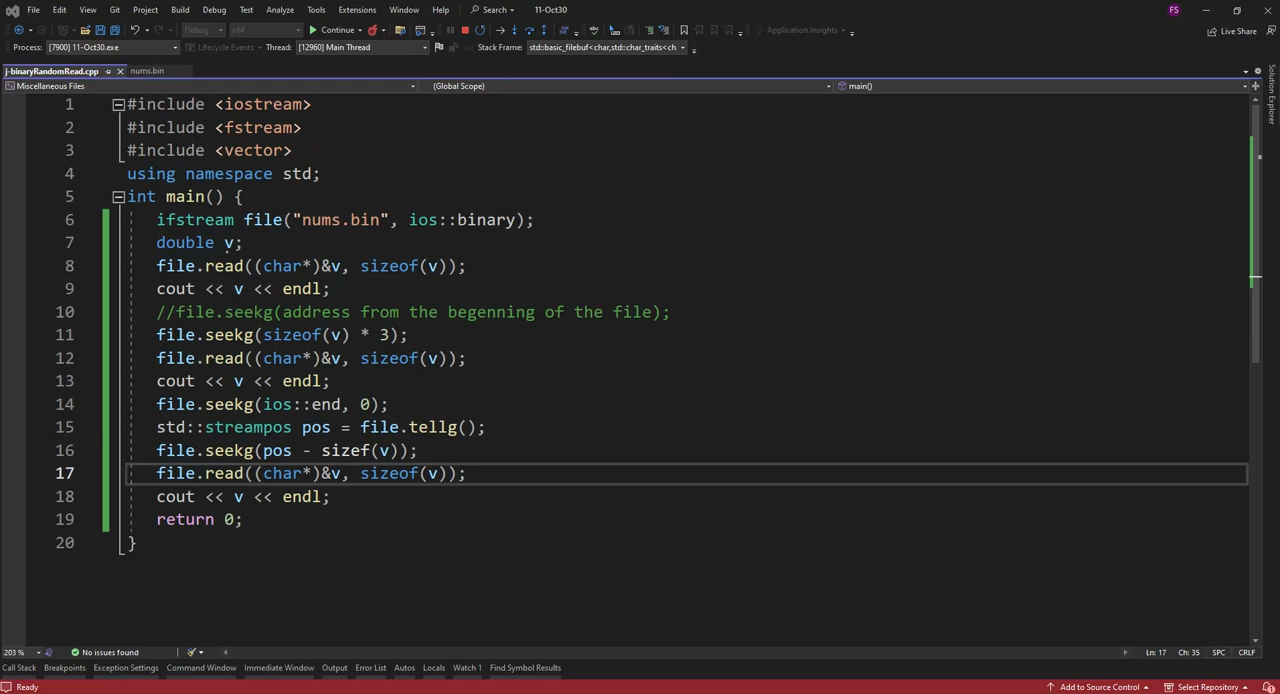 File Edit View Git Project Build Debug Test Analyze Tools Extensions Window Help Search 11-Oct30 FS
Debug x64 Continue Application Insights Live Share
Process: [7900] 11-Oct30.exe Lifecycle Events Thread: [12960] Main Thread Stack Frame: std::basic_filebuf<char,std::char_traits<ch
j-binaryRandomRead.cpp nums.bin
Miscellaneous Files (Global Scope) main()
Solution Explorer
1 #include <iostream>
2 #include <fstream>
3 #include <vector>
4 using namespace std;
5 int main() {
6 ifstream file("nums.bin", ios::binary);
7 double v;
8 file.read((char*)&v, sizeof(v));
9 cout << v << endl;
10 //file.seekg(address from the begenning of the file);
11 file.seekg(sizeof(v) * 3);
12 file.read((char*)&v, sizeof(v));
13 cout << v << endl;
14 file.seekg(ios::end, 0);
15 std::streampos pos = file.tellg();
16 file.seekg(pos - sizef(v));
17 file.read((char*)&v, sizeof(v));
18 cout << v << endl;
19 return 0;
20 }
203 % No issues found Ln: 17 Ch: 35 SPC CRLF
Call Stack Breakpoints Exception Settings Command Window Immediate Window Output Error List Autos Locals Watch 1 Find Symbol Results
Ready Add to Source Control Select Repository